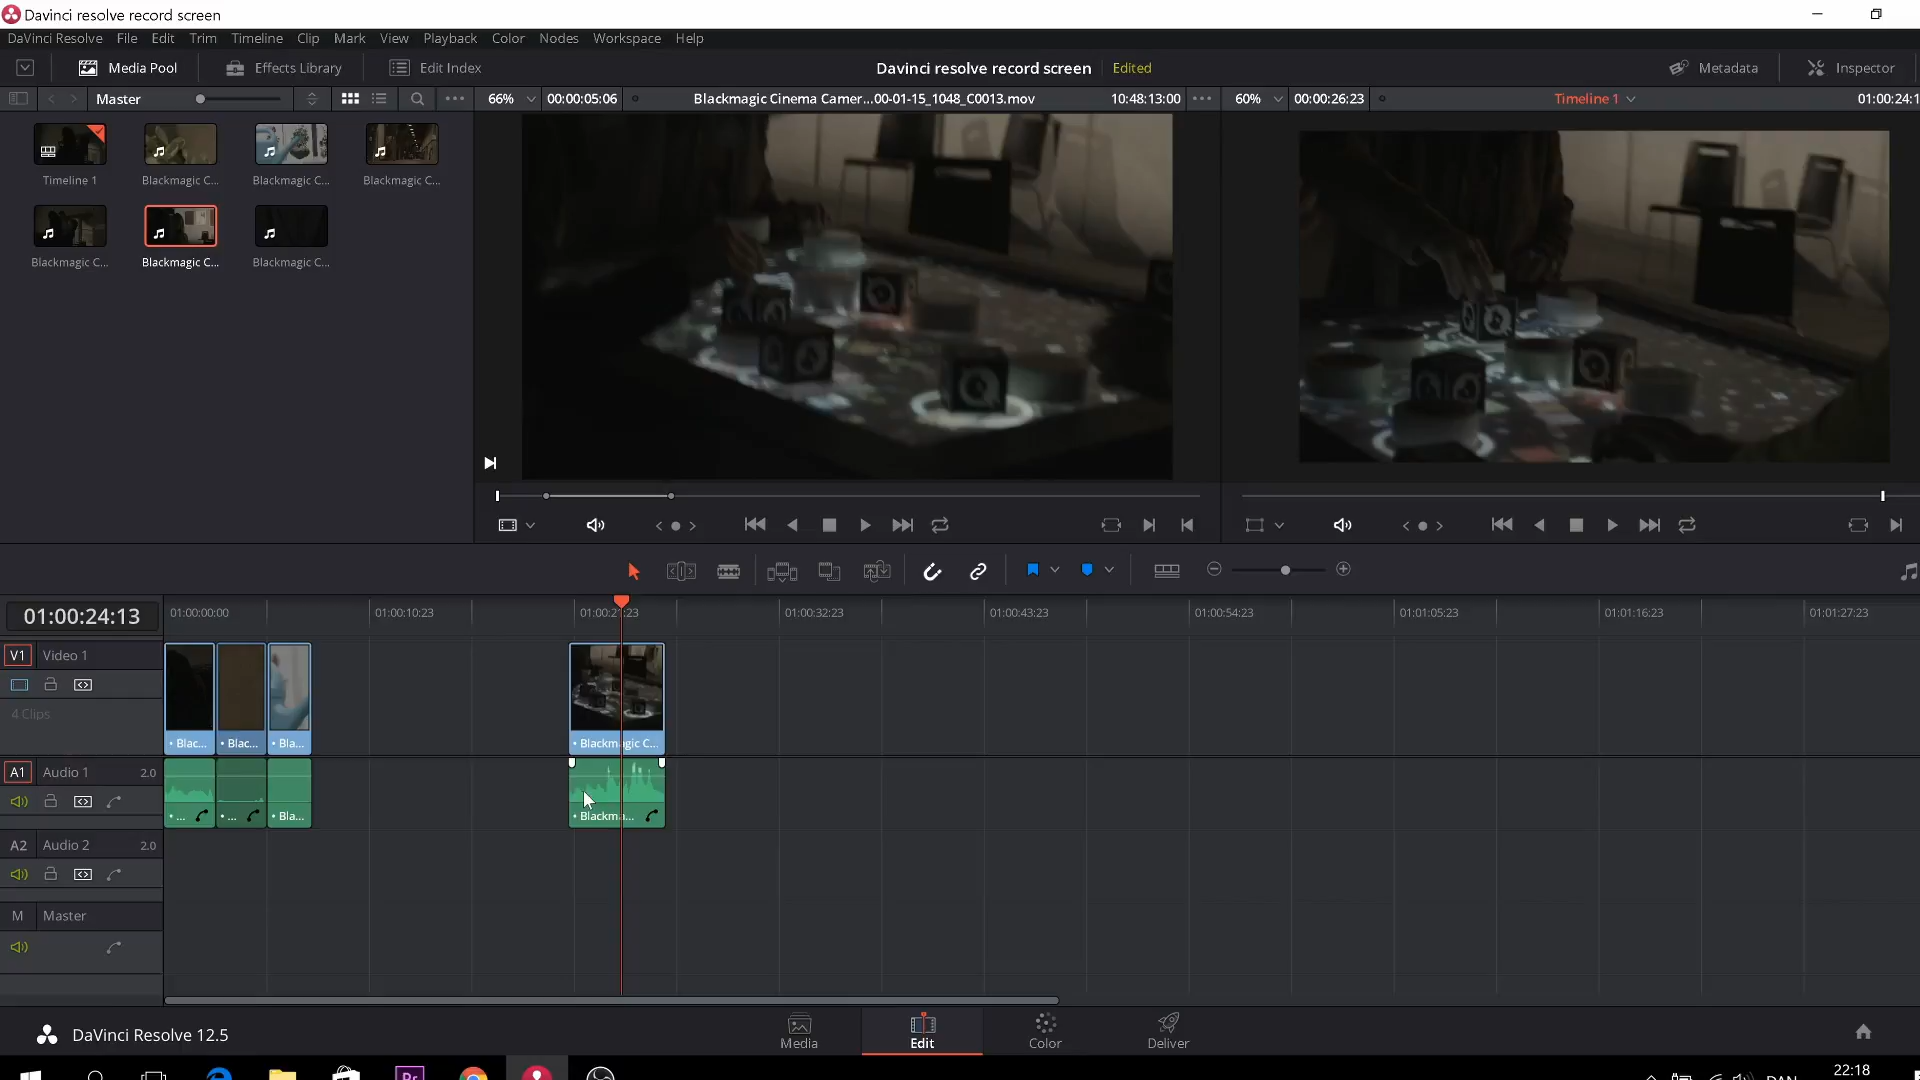 Davinci resolve record screen
DaVinci Resolve File Edit Trim Timeline Clip Mark View Playback Color Nodes Workspace Help
Media Pool Effects Library Edit Index Davinci resolve record screen Edited Metadata Inspector
Master 66% 00:00:05:06 Blackmagic Cinema Camer...00-01-15_1048_C0013.mov 10:48:13:00 60% 00:00:26:23 Timeline 1 01:00:24:1
Timeline 1 Blackmagic C... Blackmagic C... Blackmagic C...
Blackmagic C... Blackmagic C... Blackmagic C...
01:00:24:13 01:00:00:00 01:00:10:23 01:00:21:23 01:00:32:23 01:00:43:23 01:00:54:23 01:01:05:23 01:01:16:23 01:01:27:23
V1 Video 1
4 Clips
• Blac... • Blac... • Bla... • Blackmagic C...
A1 Audio 1 2.0
• ... • ... • Bla... • Blackma...
A2 Audio 2 2.0
M Master
DaVinci Resolve 12.5 Media Edit Color Deliver
Pr DAN 22:18